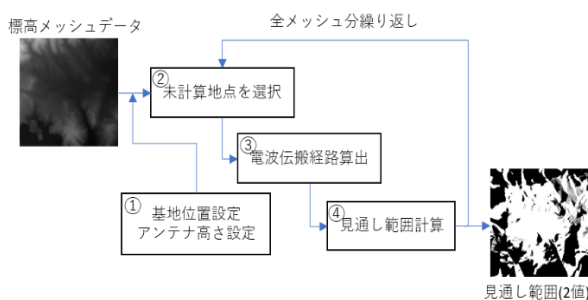 標高メッシュデータ
全メッシュ分繰り返し
②
未計算地点を選択
③
電波伝搬経路算出
①
基地位置設定
アンテナ高さ設定
④
見通し範囲計算
見通し範囲(2値)